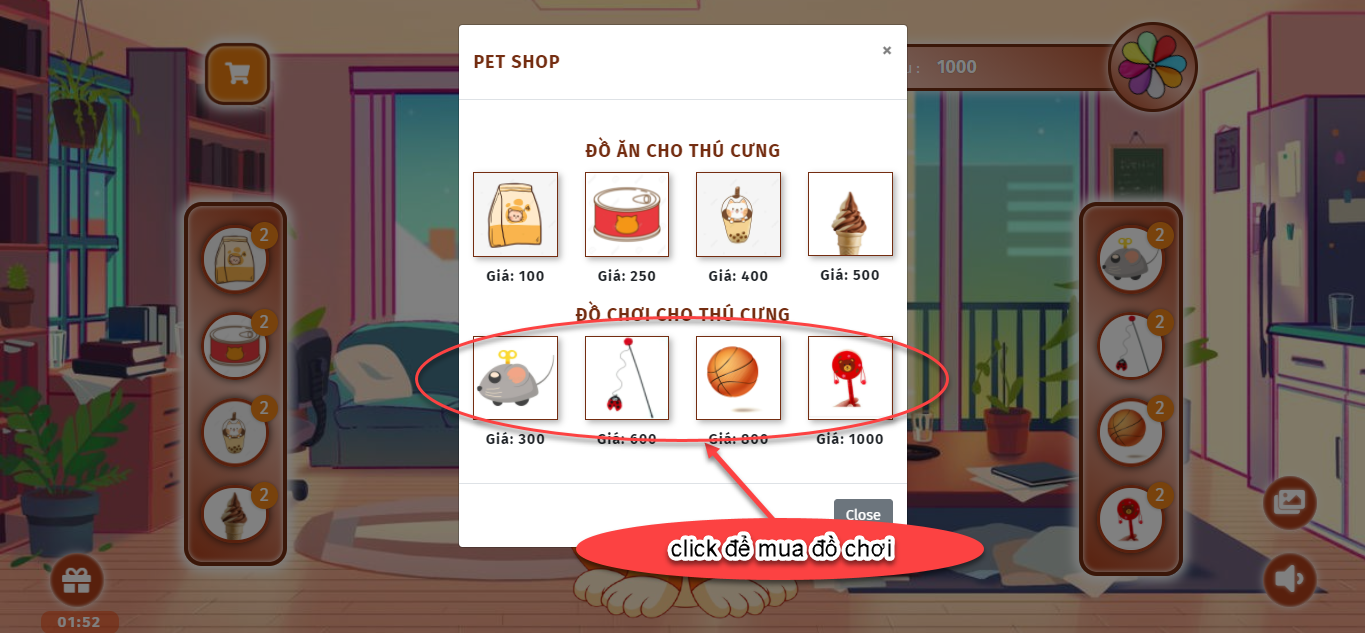 PET SHOP
×
: 1000
ĐỒ ĂN CHO THÚ CƯNG
Giá: 100
Giá: 250
Giá: 400
Giá: 500
ĐỒ CHƠI CHO THÚ CƯNG
Giá: 300
Giá: 600
Giá: 800
Giá: 1000
Close
click để mua đồ chơi
2
2
2
2
2
2
2
2
01:52